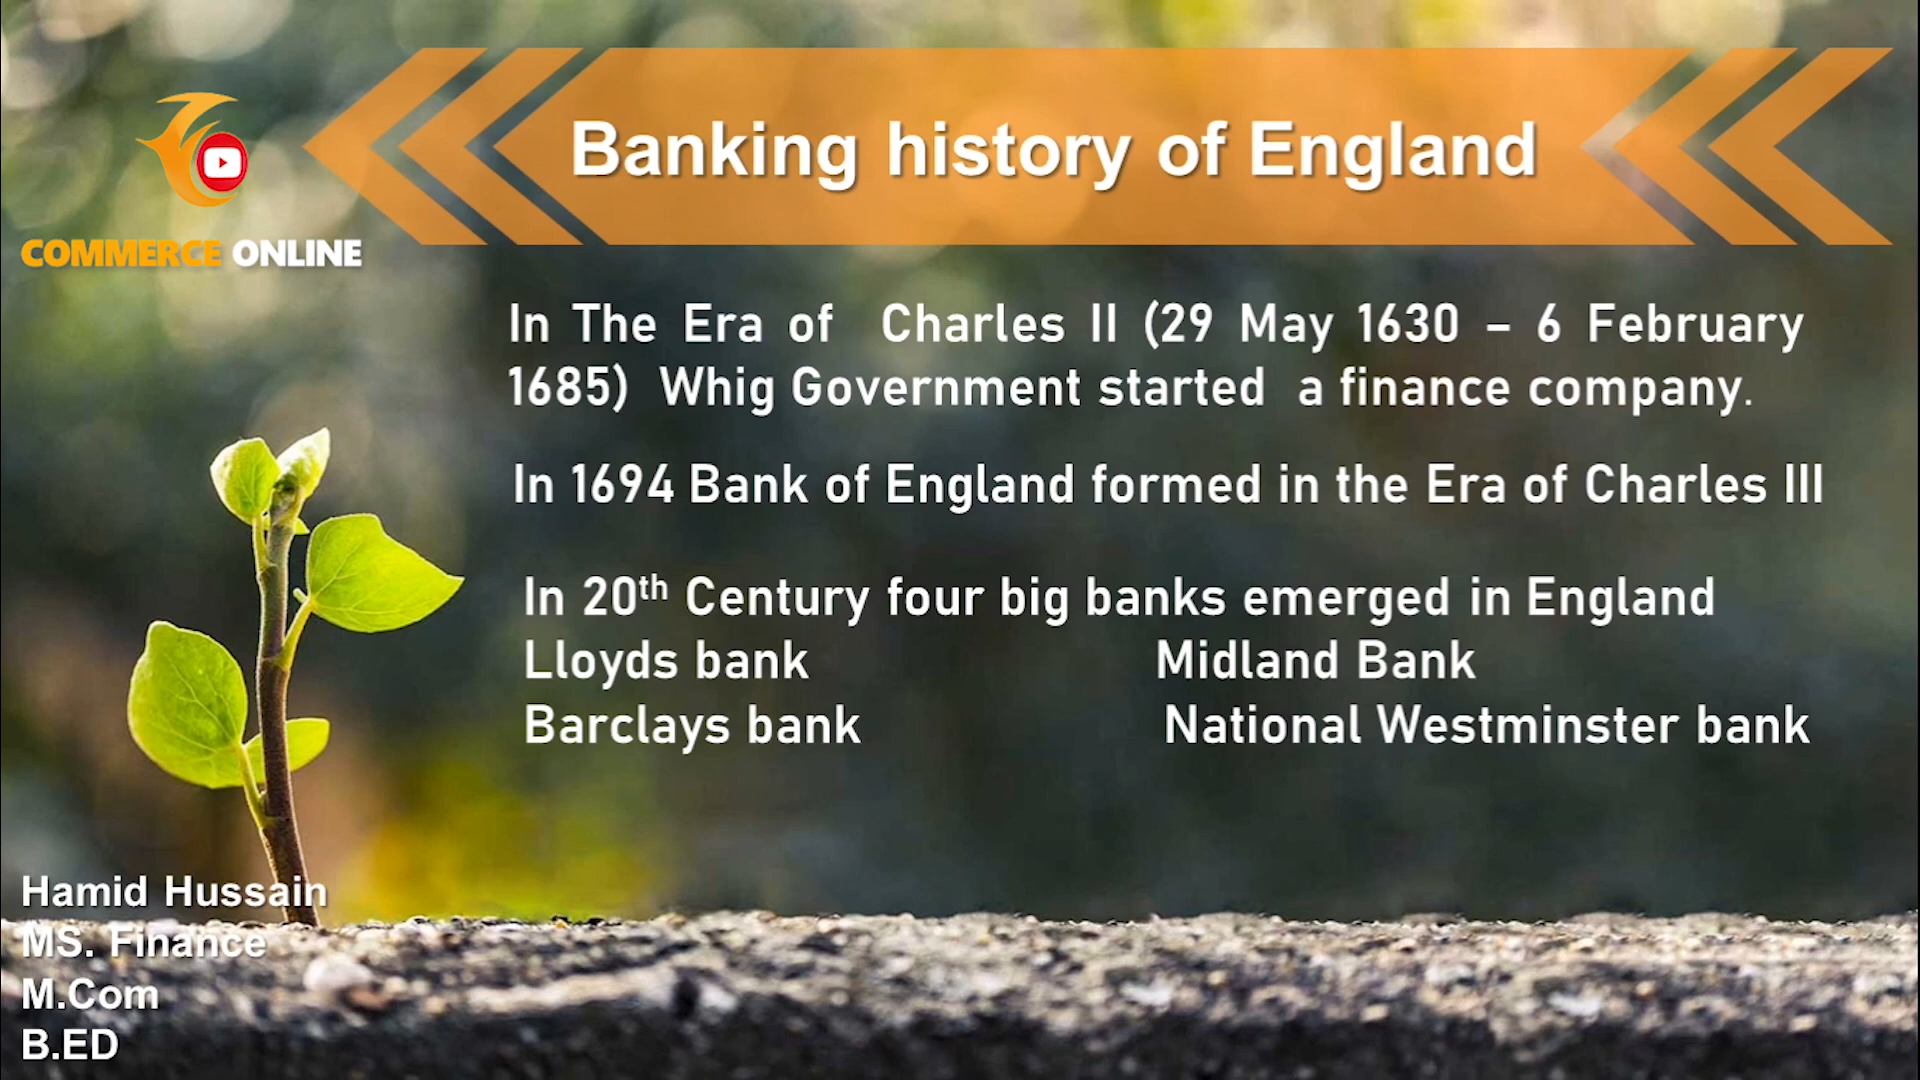 Banking history of England
COMMERCE ONLINE
In The Era of Charles II (29 May 1630 – 6 February
1685) Whig Government started a finance company.
In 1694 Bank of England formed in the Era of Charles III
In 20th Century four big banks emerged in England
Lloyds bank Midland Bank
Barclays bank National Westminster bank
Hamid Hussain
MS. Finance
M.Com
B.ED